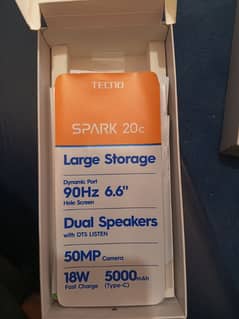 TECNO
SPARK 20c
Large Storage
Dynamic Port
90Hz 6.6"
Hole Screen
Dual Speakers
with DTS LISTEN
50MP Camera
18W 5000mAh
Fast Charge (Type-C)